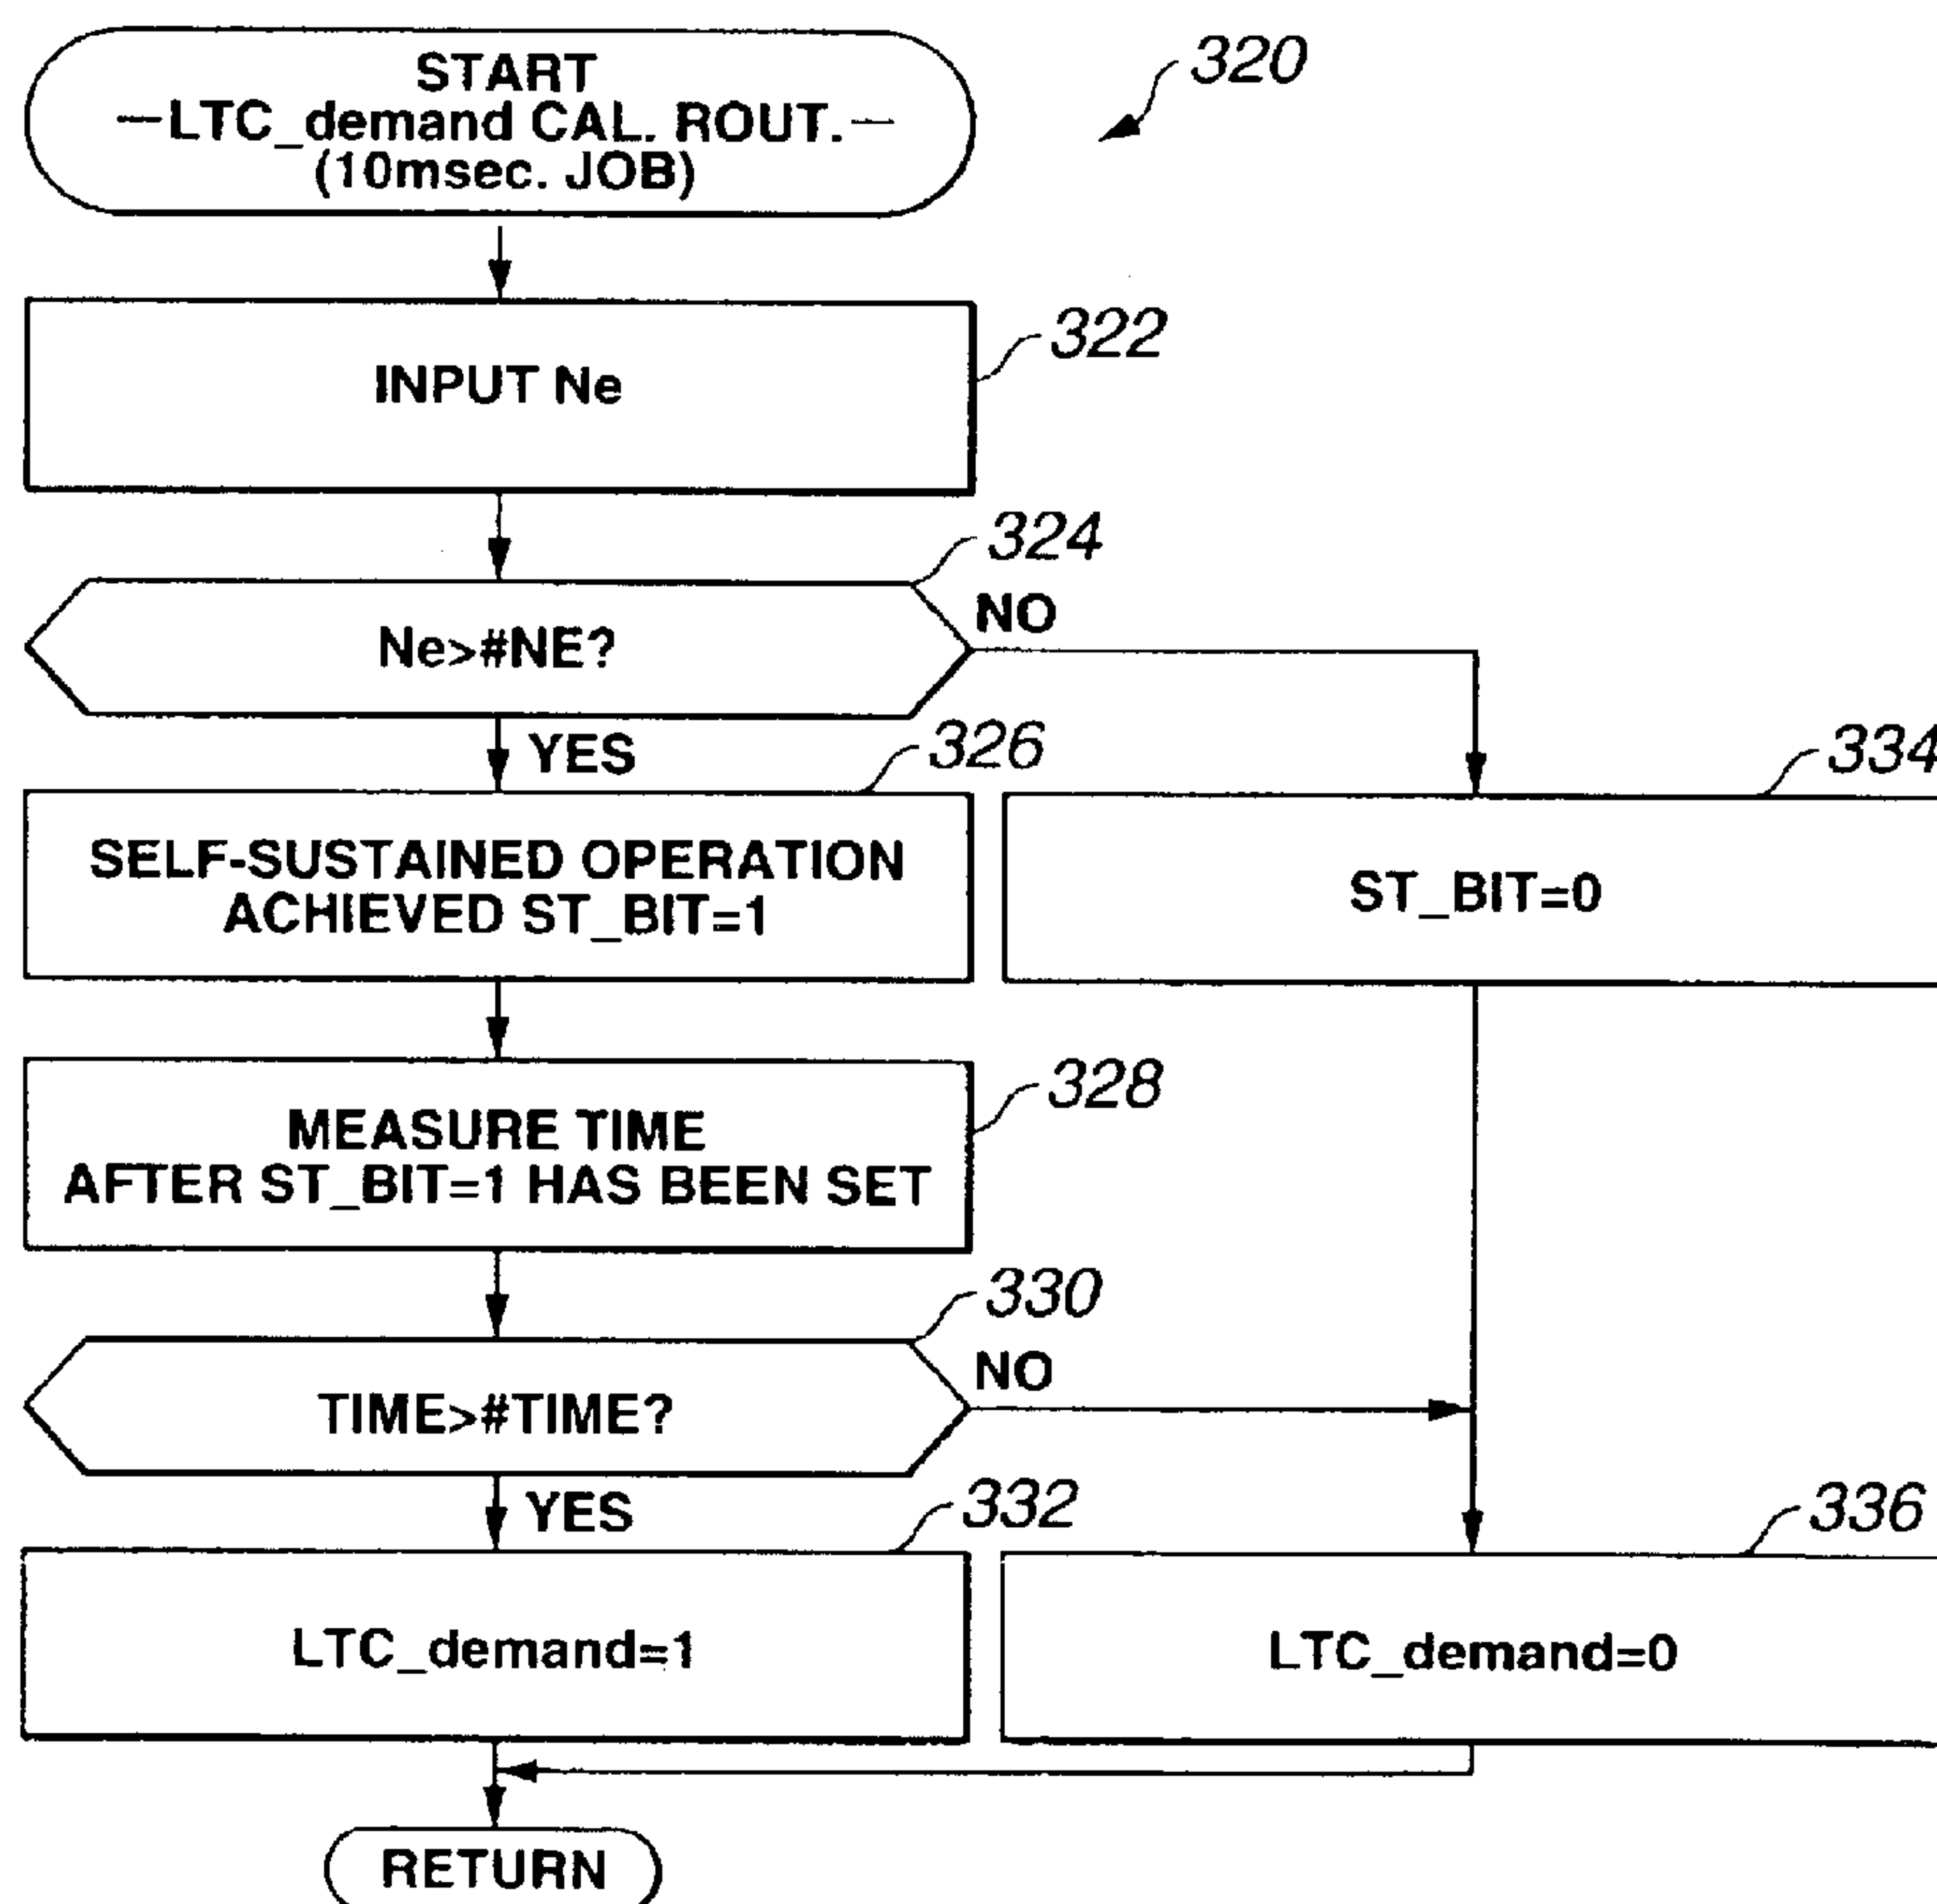 START
—LTC_demand CAL. ROUT.—
(10msec. JOB)
320
INPUT Ne
322
324
Ne>#NE?
NO
YES
326
334
SELF-SUSTAINED OPERATION
ACHIEVED ST_BIT=1
ST_BIT=0
MEASURE TIME
AFTER ST_BIT=1 HAS BEEN SET
328
330
TIME>#TIME?
NO
YES
332
336
LTC_demand=1
LTC_demand=0
RETURN